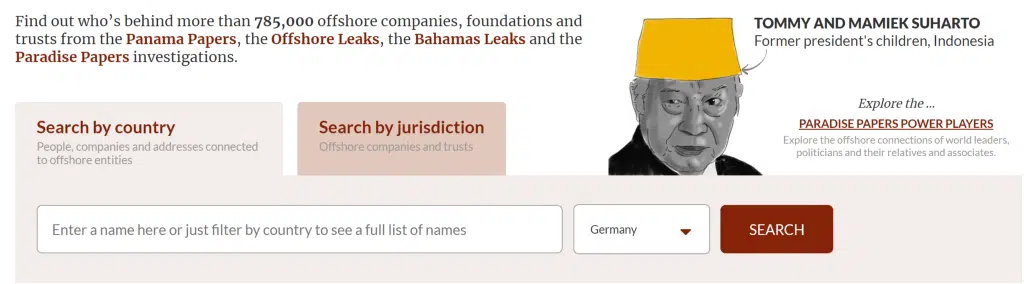 Find out who's behind more than 785,000 offshore companies, foundations and
trusts from the Panama Papers, the Offshore Leaks, the Bahamas Leaks and the
Paradise Papers investigations.
TOMMY AND MAMIEK SUHARTO
Former president's children, Indonesia
Explore the ...
PARADISE PAPERS POWER PLAYERS
Explore the offshore connections of world leaders,
politicians and their relatives and associates.
Search by country
People, companies and addresses connected
to offshore entities
Search by jurisdiction
Offshore companies and trusts
Enter a name here or just filter by country to see a full list of names
Germany
SEARCH